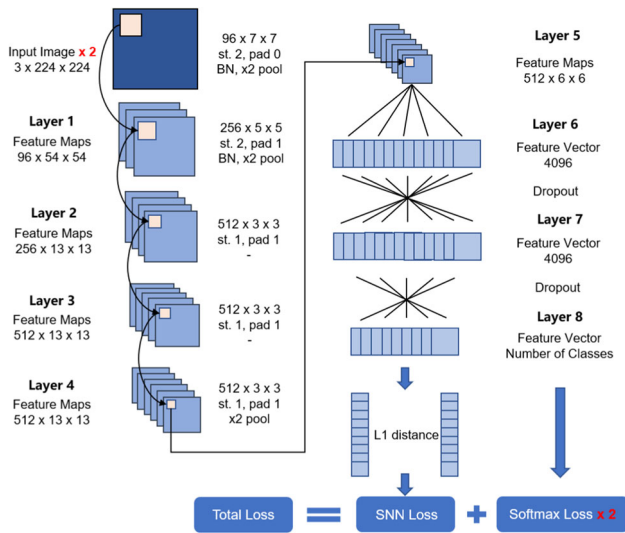 Input Image x 2
3 x 224 x 224
96 x 7 x 7
st. 2, pad 0
BN, x2 pool
Layer 1
Feature Maps
96 x 54 x 54
256 x 5 x 5
st. 2, pad 1
BN, x2 pool
Layer 2
Feature Maps
256 x 13 x 13
512 x 3 x 3
st. 1, pad 1
-
Layer 3
Feature Maps
512 x 13 x 13
512 x 3 x 3
st. 1, pad 1
-
Layer 4
Feature Maps
512 x 13 x 13
512 x 3 x 3
st. 1, pad 1
x2 pool
Layer 5
Feature Maps
512 x 6 x 6
Layer 6
Feature Vector
4096
Dropout
Layer 7
Feature Vector
4096
Dropout
Layer 8
Feature Vector
Number of Classes
L1 distance
Total Loss = SNN Loss + Softmax Loss x 2